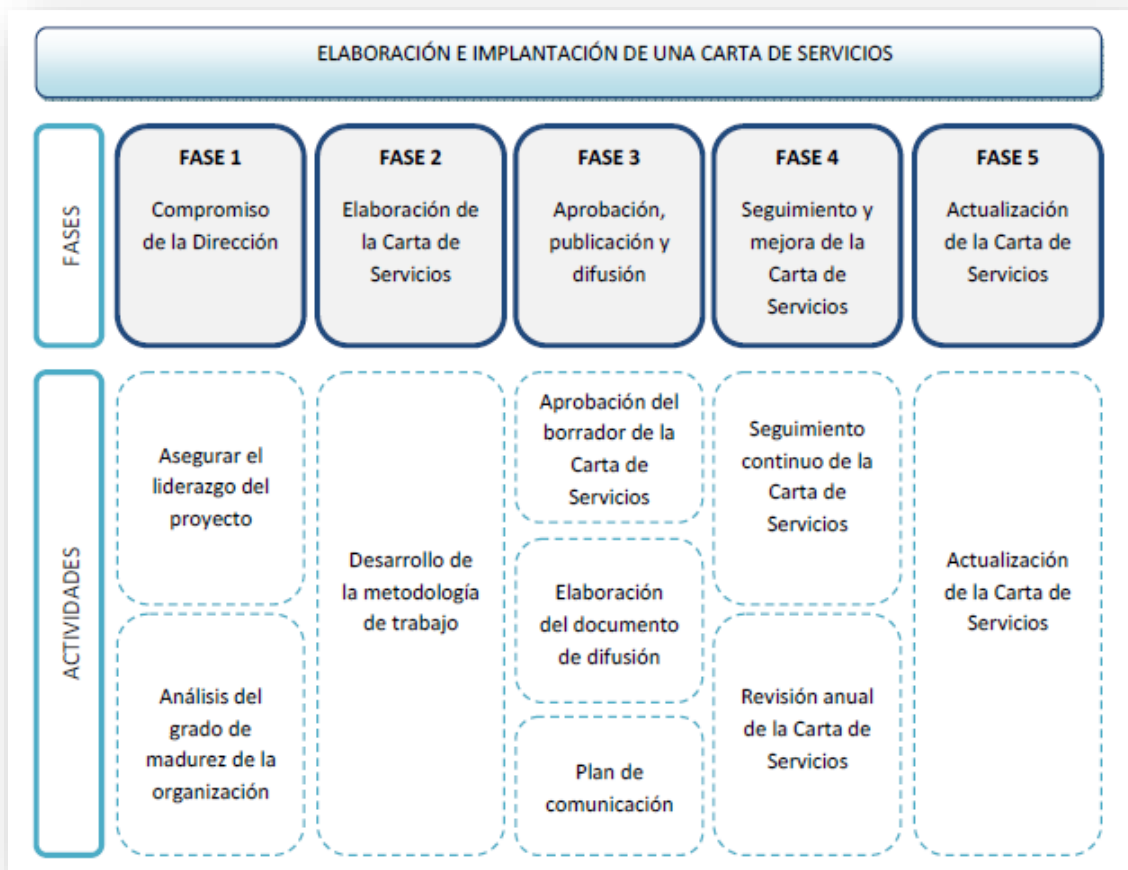 ELABORACIÓN E IMPLANTACIÓN DE UNA CARTA DE SERVICIOS
FASES
FASE 1
Compromiso
de la Dirección
FASE 2
Elaboración de
la Carta de
Servicios
FASE 3
Aprobación,
publicación y
difusión
FASE 4
Seguimiento y
mejora de la
Carta de
Servicios
FASE 5
Actualización
de la Carta de
Servicios
ACTIVIDADES
Asegurar el
liderazgo del
proyecto
Análisis del
grado de
madurez de la
organización
Desarrollo de
la metodología
de trabajo
Aprobación del
borrador de la
Carta de
Servicios
Elaboración
del documento
de difusión
Plan de
comunicación
Seguimiento
continuo de la
Carta de
Servicios
Revisión anual
de la Carta de
Servicios
Actualización
de la Carta de
Servicios